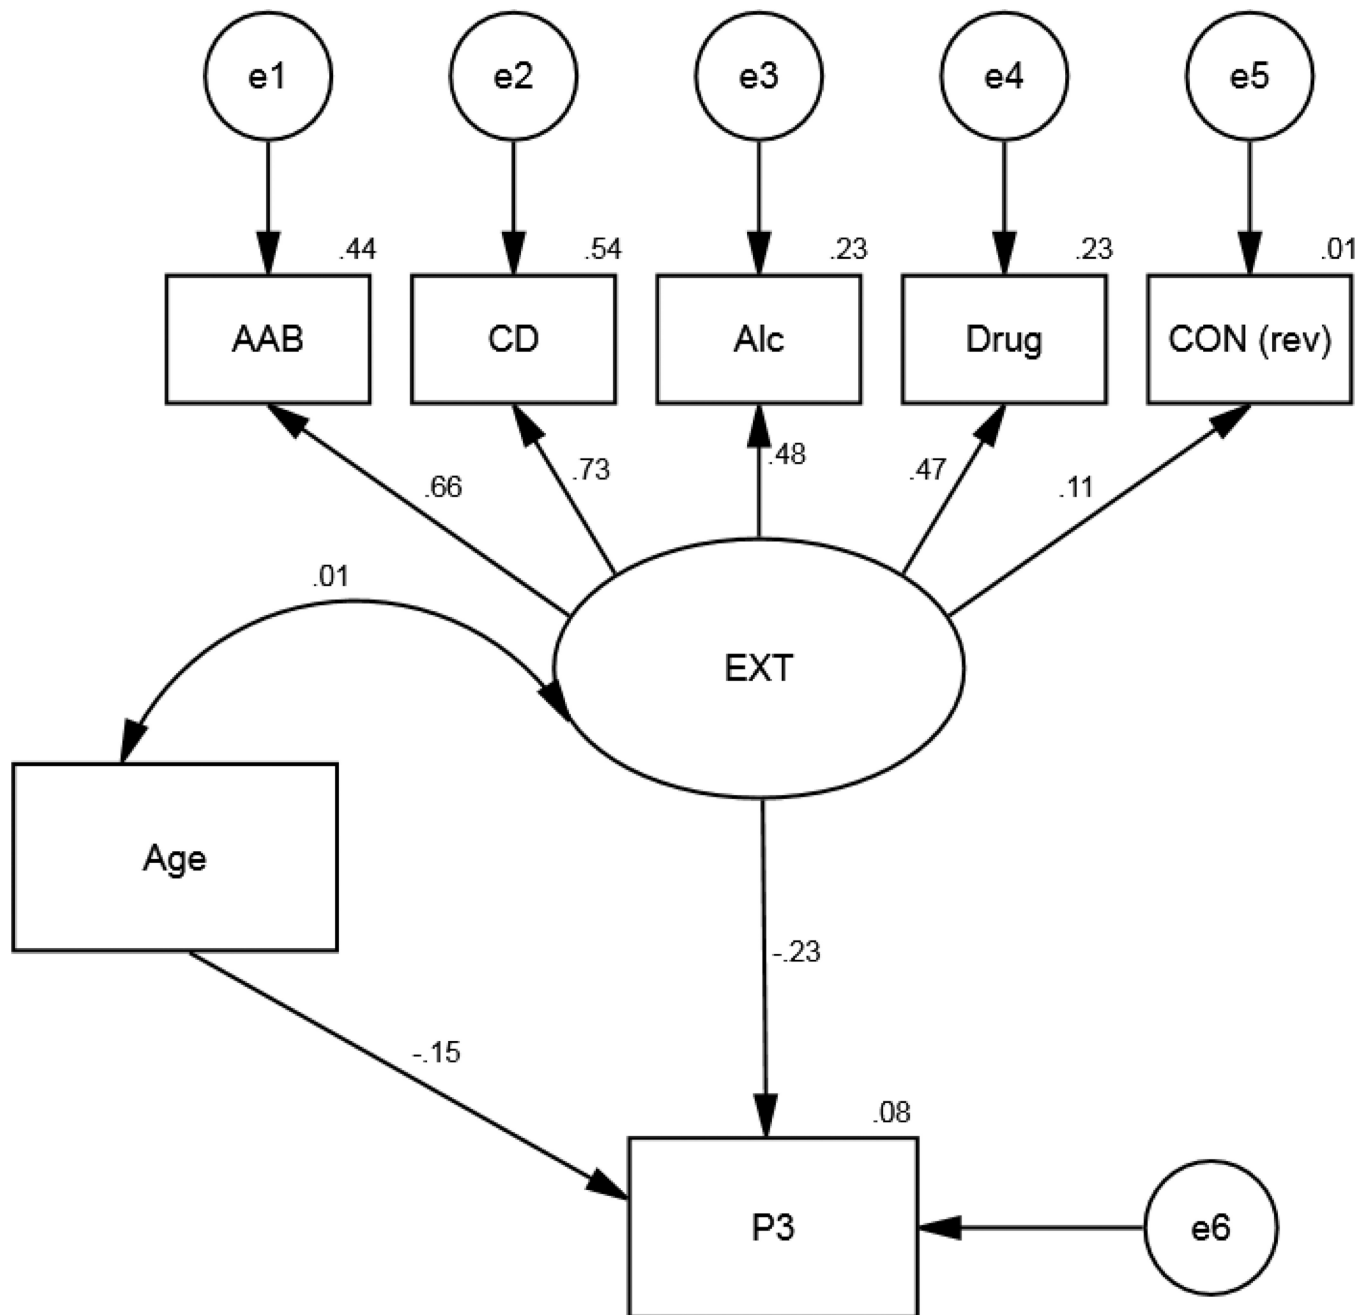 e1 e2 e3 e4 e5
.44 .54 .23 .23 .01
AAB CD Alc Drug CON (rev)
.66 .73 .48 .47 .11
.01
EXT
Age
-.23
-.15
.08
P3 e6